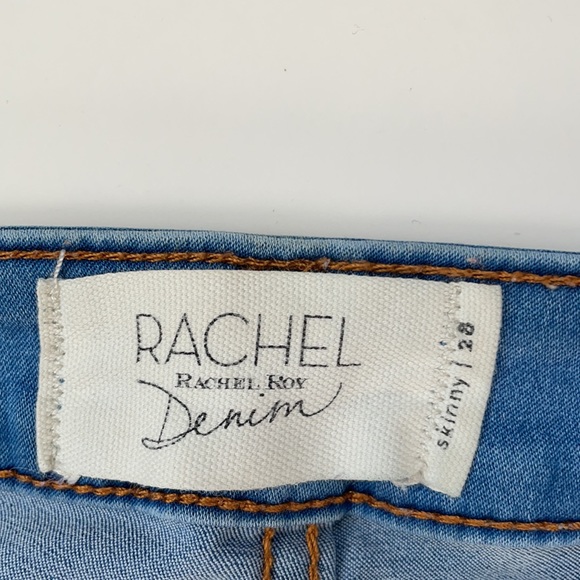 RACHEL
RACHEL ROY
Denim
skinny | 28